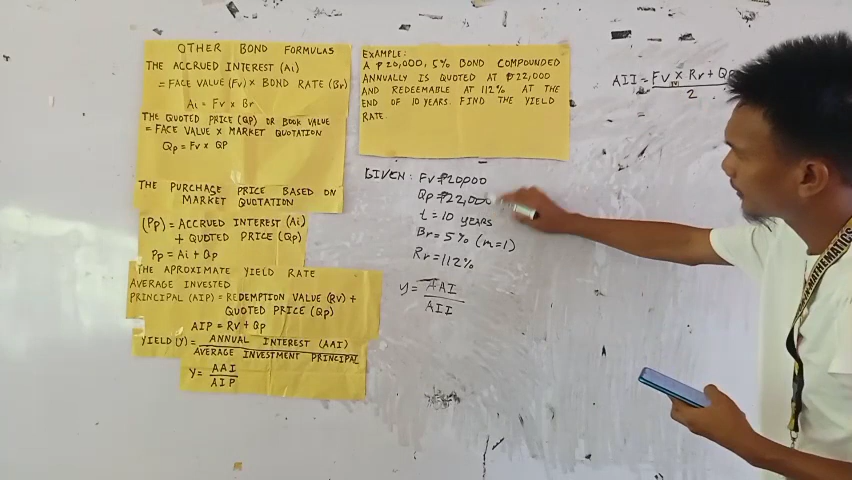 OTHER BOND FORMULAS
THE ACCRUED INTEREST (Ai)
= FACE VALUE (Fv) × BOND RATE (Br)
Ai = Fv × Br
THE QUOTED PRICE (QP) OR BOOK VALUE
= FACE VALUE × MARKET QUOTATION
Qp = Fv × QP
THE PURCHASE PRICE BASED ON
MARKET QUOTATION
(Pp) = ACCRUED INTEREST (Ai)
+ QUOTED PRICE (QP)
Pp = Ai + Qp
THE APROXIMATE YIELD RATE
AVERAGE INVESTED
PRINCIPAL (AIP) = REDEMPTION VALUE (RV) +
QUOTED PRICE (QP)
AIP = RV + Qp
YIELD (Y) = ANNUAL INTEREST (AAI)
AVERAGE INVESTMENT PRINCIPAL
Y = AAI
AIP
EXAMPLE:
A ₱20,000, 5% BOND COMPOUNDED
ANNUALLY IS QUOTED AT ₱22,000
AND REDEEMABLE AT 112% AT THE
END OF 10 YEARS. FIND THE YIELD
RATE.
GIVEN: FV = ₱20000
Qp = ₱22,000
t = 10 YEARS
Br = 5% (m=1)
Rr = 112%
Y = AAI
AII
AII = FV × Rr + QP
2
MATHEMATICS